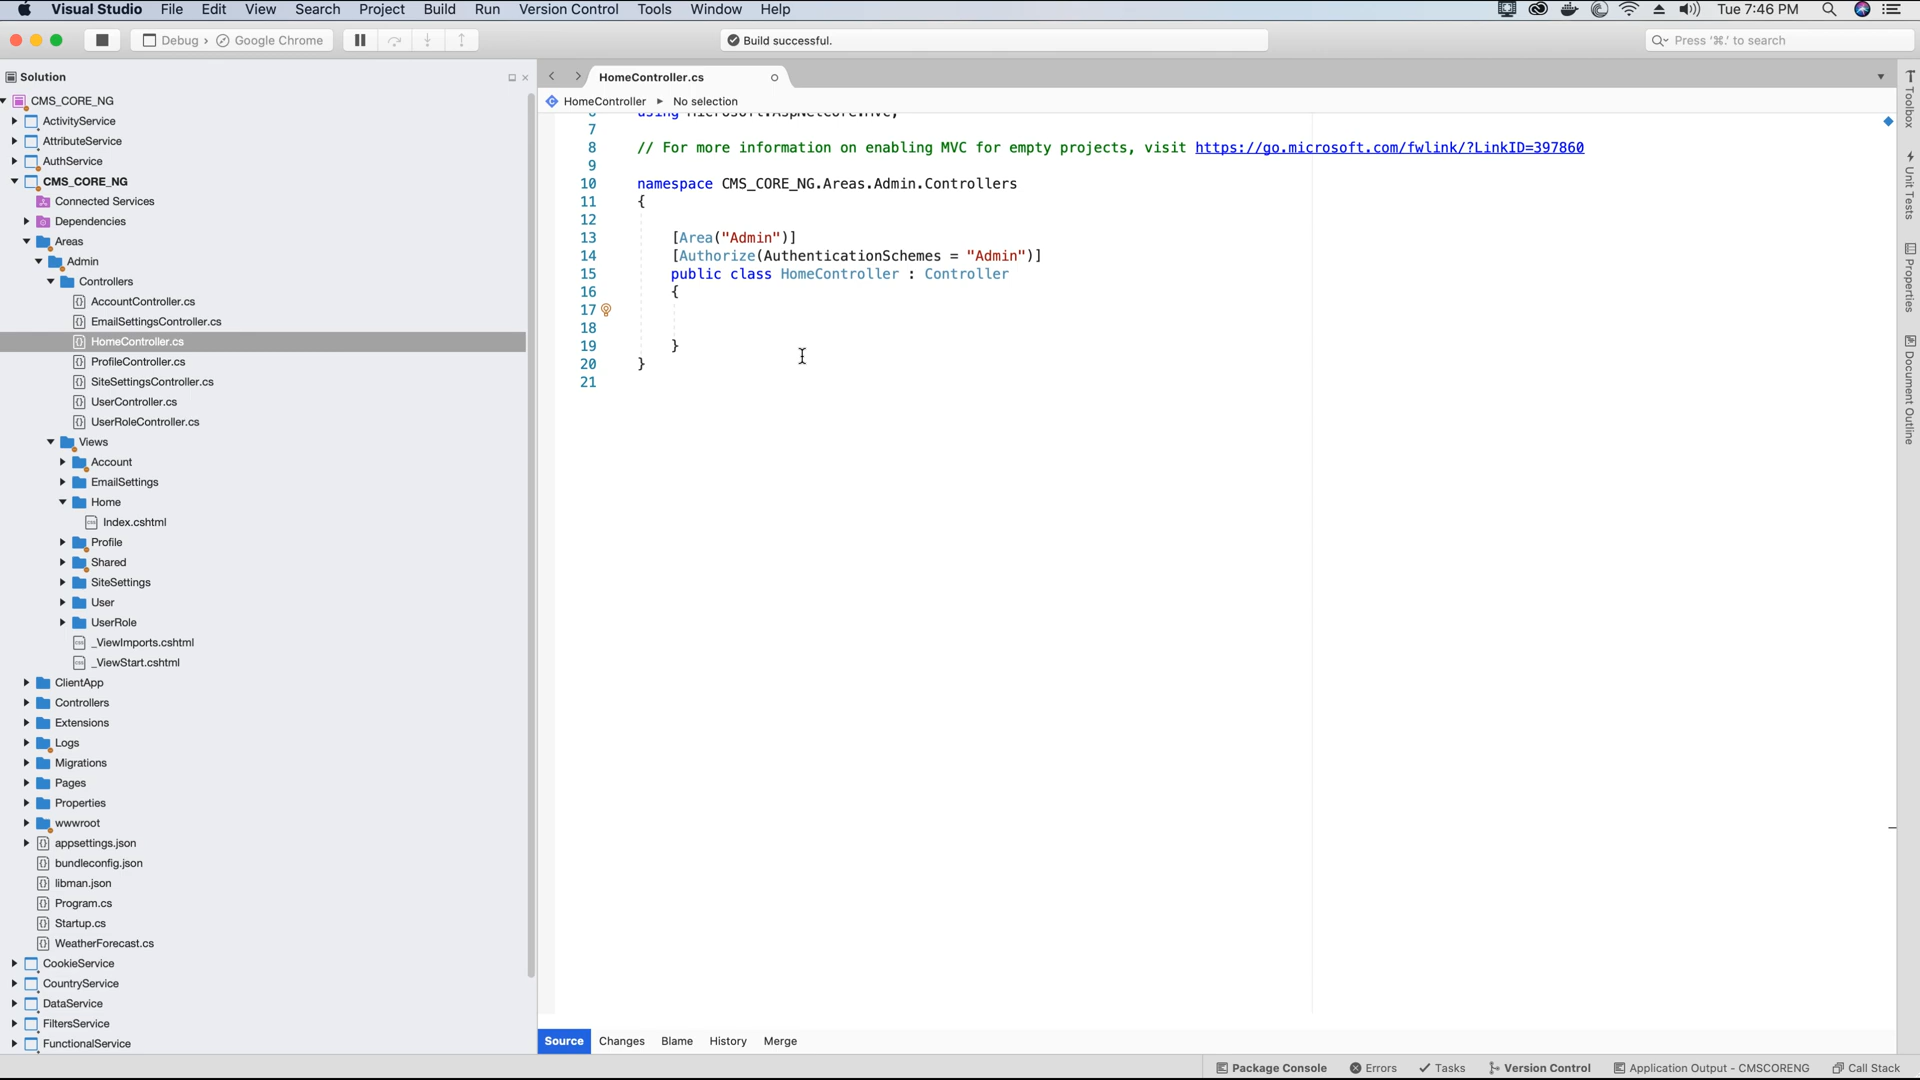 Visual Studio File Edit View Search Project Build Run Version Control Tools Window Help Tue 7:46 PM
Debug › Google Chrome Build successful. Press '⌘.' to search
Solution
CMS_CORE_NG
ActivityService
AttributeService
AuthService
CMS_CORE_NG
Connected Services
Dependencies
Areas
Admin
Controllers
AccountController.cs
EmailSettingsController.cs
HomeController.cs
ProfileController.cs
SiteSettingsController.cs
UserController.cs
UserRoleController.cs
Views
Account
EmailSettings
Home
Index.cshtml
Profile
Shared
SiteSettings
User
UserRole
_ViewImports.cshtml
_ViewStart.cshtml
ClientApp
Controllers
Extensions
Logs
Migrations
Pages
Properties
wwwroot
appsettings.json
bundleconfig.json
libman.json
Program.cs
Startup.cs
WeatherForecast.cs
CookieService
CountryService
DataService
FiltersService
FunctionalService
HomeController.cs
HomeController ▸ No selection
6 using Microsoft.AspNetCore.Mvc;
7
8 // For more information on enabling MVC for empty projects, visit https://go.microsoft.com/fwlink/?LinkID=397860
9
10 namespace CMS_CORE_NG.Areas.Admin.Controllers
11 {
12
13 [Area("Admin")]
14 [Authorize(AuthenticationSchemes = "Admin")]
15 public class HomeController : Controller
16 {
17
18
19 }
20 }
21
Source Changes Blame History Merge
Toolbox
Unit Tests
Properties
Document Outline
Package Console Errors Tasks Version Control Application Output - CMSCORENG Call Stack